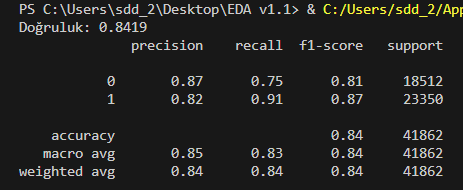 PS C:\Users\sdd_2\Desktop\EDA v1.1> & C:/Users/sdd_2/App
Doğruluk: 0.8419
precision recall f1-score support
0 0.87 0.75 0.81 18512
1 0.82 0.91 0.87 23350
accuracy 0.84 41862
macro avg 0.85 0.83 0.84 41862
weighted avg 0.84 0.84 0.84 41862